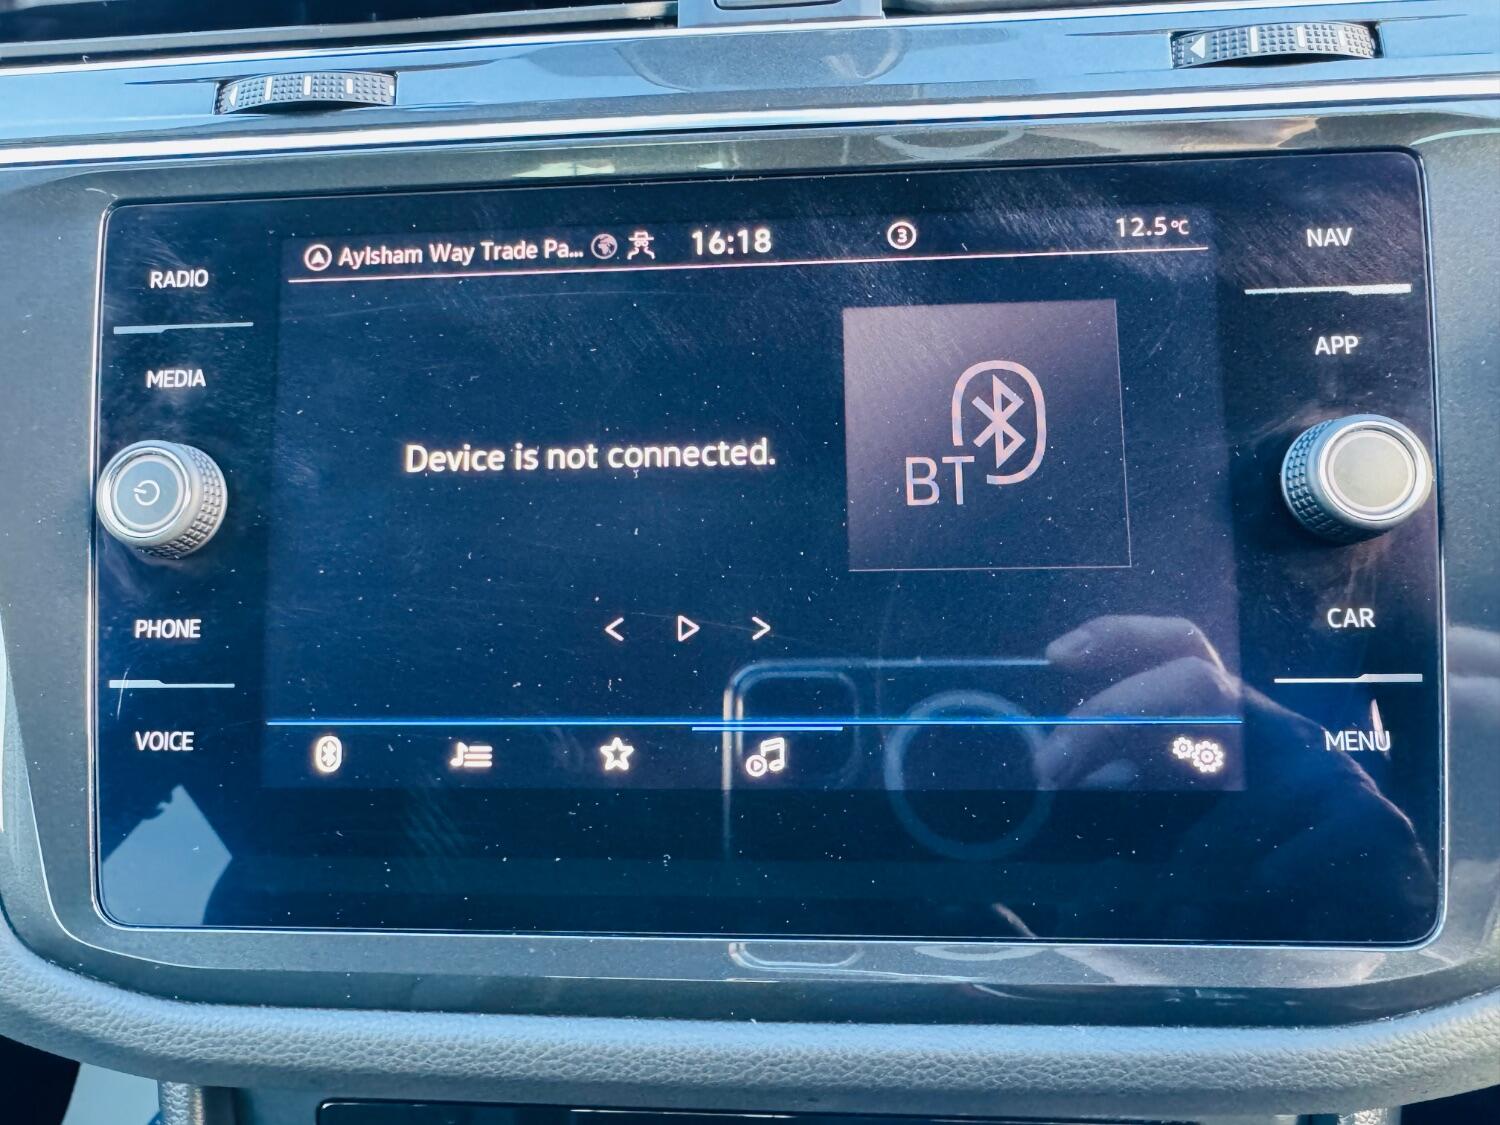 Aylsham Way Trade Pa... 16:18 3 12.5°C
RADIO
MEDIA
PHONE
VOICE
Device is not connected.
BT
NAV
APP
CAR
MENU